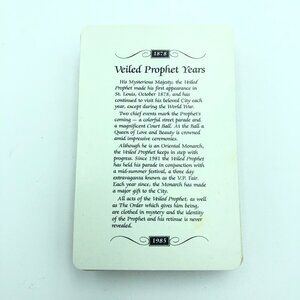 1878
Veiled Prophet Years
His Mysterious Majesty, the Veiled
Prophet made his first appearance in
St. Louis, October 1878, and has
continued to visit his beloved City each
year, except during the World War.
Two chief events mark the Prophet's
coming — a colorful street parade and
a magnificent Court Ball. At the Ball a
Queen of Love and Beauty is crowned
amid impressive ceremonies.
Although he is an Oriental Monarch,
the Veiled Prophet keeps in step with
progress. Since 1981 the Veiled Prophet
has held his parade in conjunction with
a mid-summer festival, a three day
extravaganza known as the V.P. Fair.
Each year since, the Monarch has made
a major gift to the City.
All acts of the Veiled Prophet, as well
as The Order which gives him being,
are clothed in mystery and the identity
of the Prophet and his retinue is never
revealed.
1985